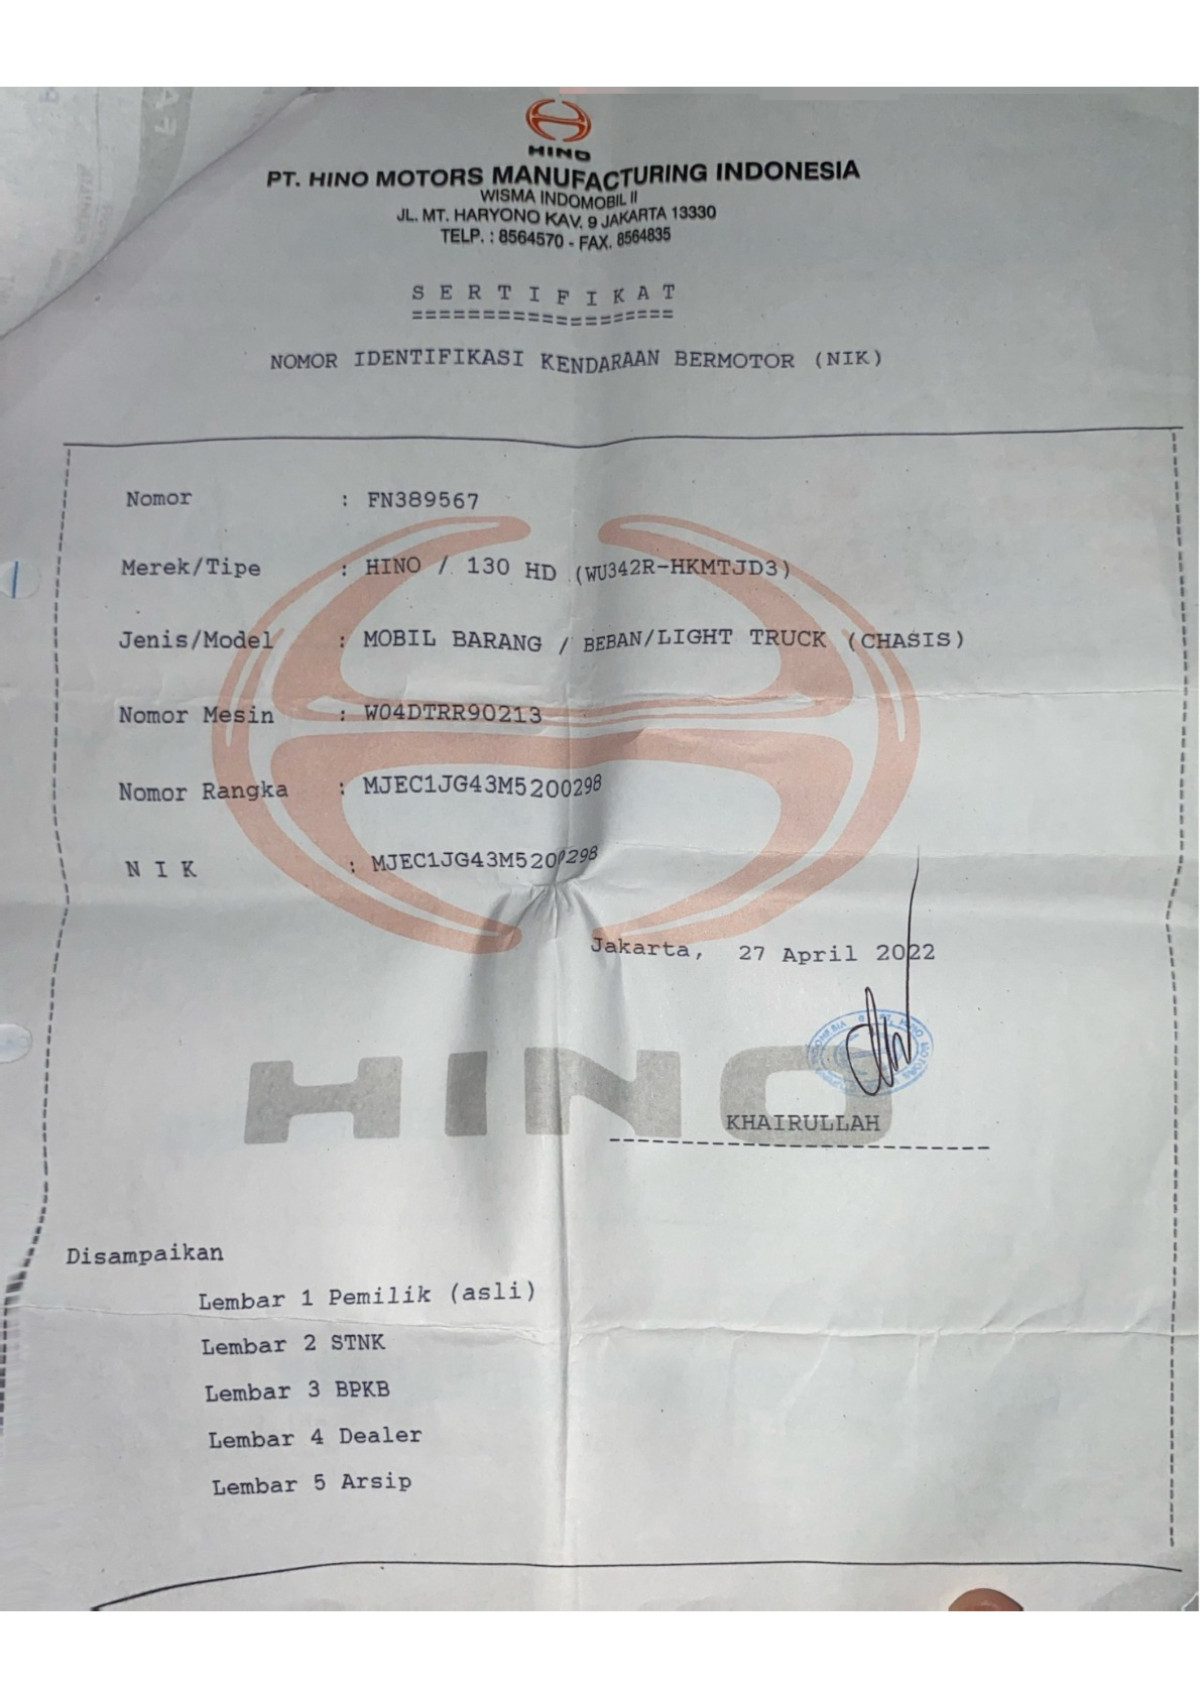 HINO
PT. HINO MOTORS MANUFACTURING INDONESIA
WISMA INDOMOBIL II
JL. MT. HARYONO KAV. 9 JAKARTA 13330
TELP. : 8564570 - FAX. 8564835
S E R T I F I K A T
======================
NOMOR IDENTIFIKASI KENDARAAN BERMOTOR (NIK)
Nomor : FN389567
Merek/Tipe : HINO / 130 HD (WU342R-HKMTJD3)
Jenis/Model : MOBIL BARANG / BEBAN/LIGHT TRUCK (CHASIS)
Nomor Mesin : W04DTRR90213
Nomor Rangka : MJEC1JG43M5200298
N I K : MJEC1JG43M5200298
Jakarta, 27 April 2022
HINO
KHAIRULLAH
Disampaikan
Lembar 1 Pemilik (asli)
Lembar 2 STNK
Lembar 3 BPKB
Lembar 4 Dealer
Lembar 5 Arsip